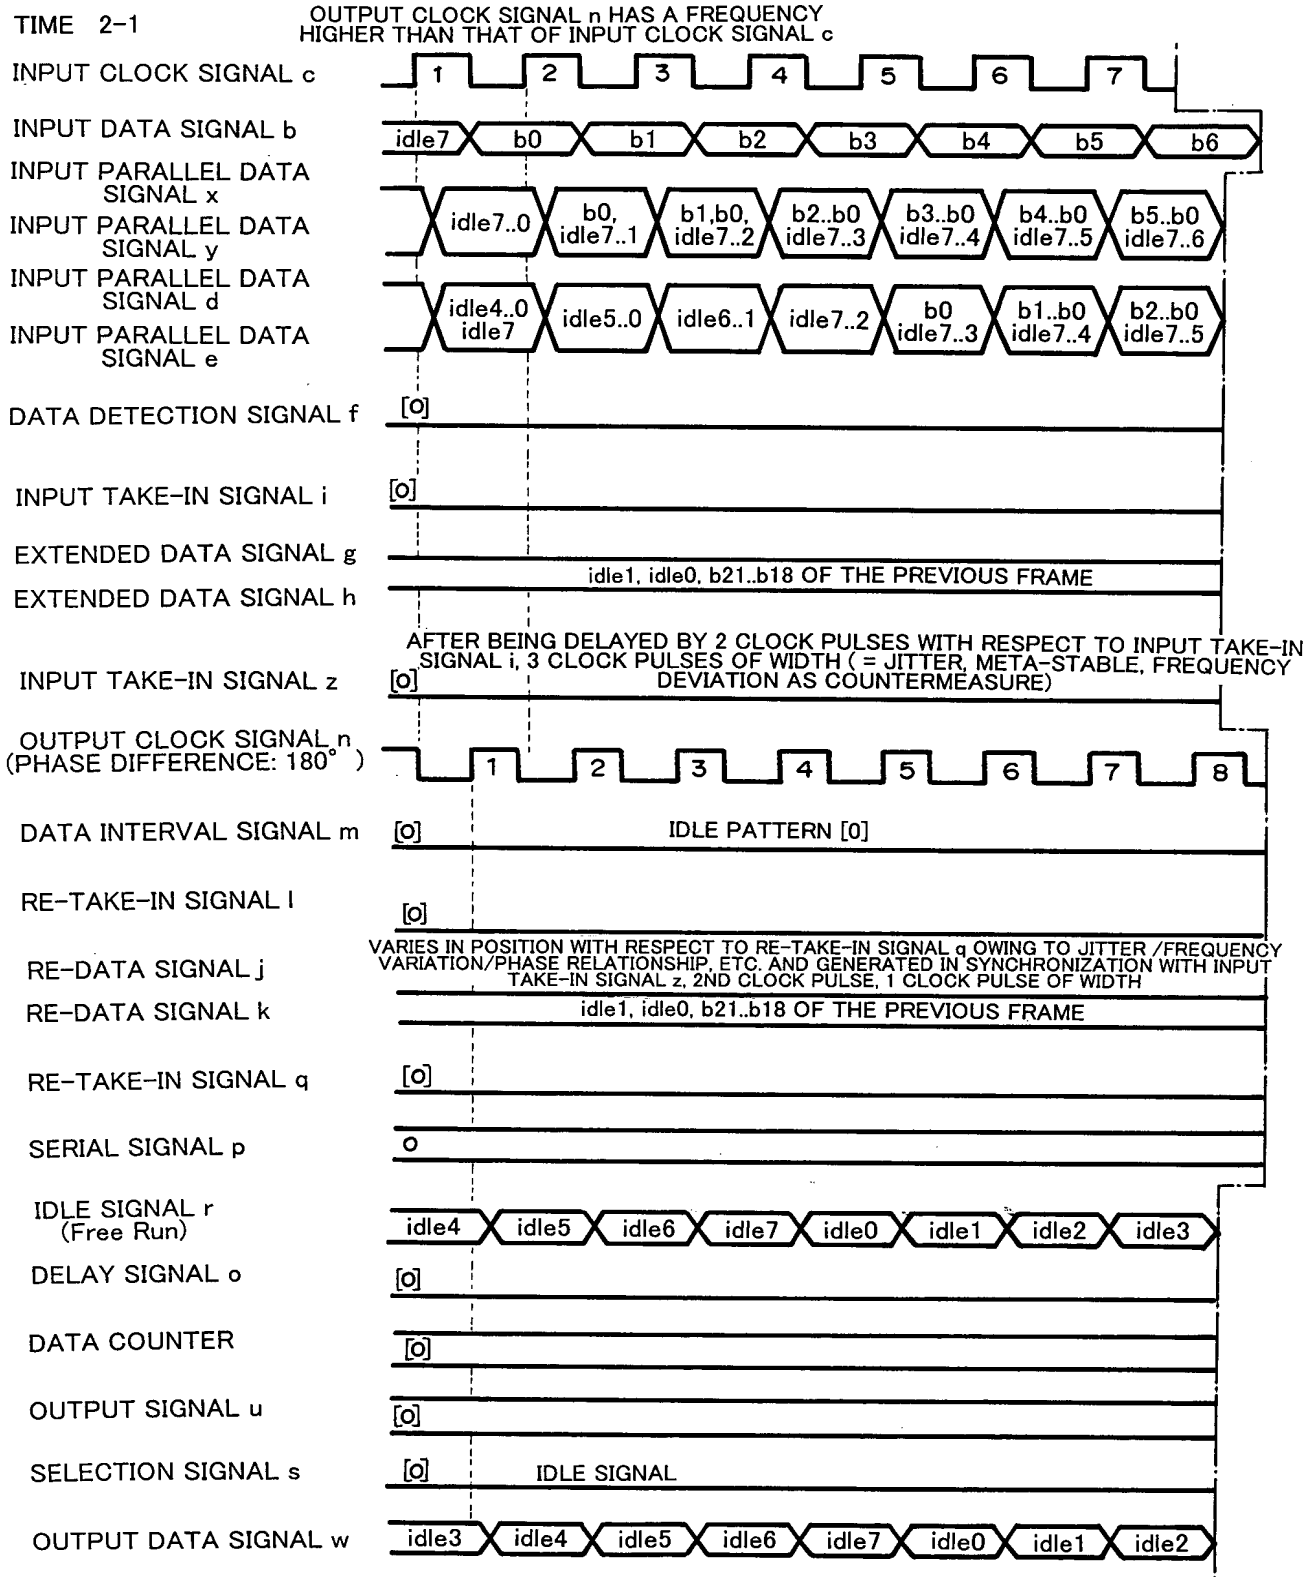 TIME 2-1
OUTPUT CLOCK SIGNAL n HAS A FREQUENCY
HIGHER THAN THAT OF INPUT CLOCK SIGNAL c
INPUT CLOCK SIGNAL c
1 2 3 4 5 6 7
INPUT DATA SIGNAL b
idle7 b0 b1 b2 b3 b4 b5 b6
INPUT PARALLEL DATA
SIGNAL x
INPUT PARALLEL DATA
SIGNAL y
idle7..0 b0, b1,b0, b2..b0 b3..b0 b4..b0 b5..b0
idle7..1 idle7..2 idle7..3 idle7..4 idle7..5 idle7..6
INPUT PARALLEL DATA
SIGNAL d
INPUT PARALLEL DATA
SIGNAL e
idle4..0 idle5..0 idle6..1 idle7..2 b0 b1..b0 b2..b0
idle7 idle7..3 idle7..4 idle7..5
DATA DETECTION SIGNAL f
[0]
INPUT TAKE-IN SIGNAL i
[0]
EXTENDED DATA SIGNAL g
idle1, idle0, b21..b18 OF THE PREVIOUS FRAME
EXTENDED DATA SIGNAL h
AFTER BEING DELAYED BY 2 CLOCK PULSES WITH RESPECT TO INPUT TAKE-IN
SIGNAL i, 3 CLOCK PULSES OF WIDTH ( = JITTER, META-STABLE, FREQUENCY
DEVIATION AS COUNTERMEASURE)
INPUT TAKE-IN SIGNAL z
[0]
OUTPUT CLOCK SIGNAL n
(PHASE DIFFERENCE: 180° )
1 2 3 4 5 6 7 8
DATA INTERVAL SIGNAL m
[0] IDLE PATTERN [0]
RE-TAKE-IN SIGNAL l
[0]
VARIES IN POSITION WITH RESPECT TO RE-TAKE-IN SIGNAL q OWING TO JITTER /FREQUENCY
VARIATION/PHASE RELATIONSHIP, ETC. AND GENERATED IN SYNCHRONIZATION WITH INPUT
TAKE-IN SIGNAL z, 2ND CLOCK PULSE, 1 CLOCK PULSE OF WIDTH
RE-DATA SIGNAL j
RE-DATA SIGNAL k
idle1, idle0, b21..b18 OF THE PREVIOUS FRAME
RE-TAKE-IN SIGNAL q
[0]
SERIAL SIGNAL p
0
IDLE SIGNAL r
(Free Run)
idle4 idle5 idle6 idle7 idle0 idle1 idle2 idle3
DELAY SIGNAL o
[0]
DATA COUNTER
[0]
OUTPUT SIGNAL u
[0]
SELECTION SIGNAL s
[0] IDLE SIGNAL
OUTPUT DATA SIGNAL w
idle3 idle4 idle5 idle6 idle7 idle0 idle1 idle2